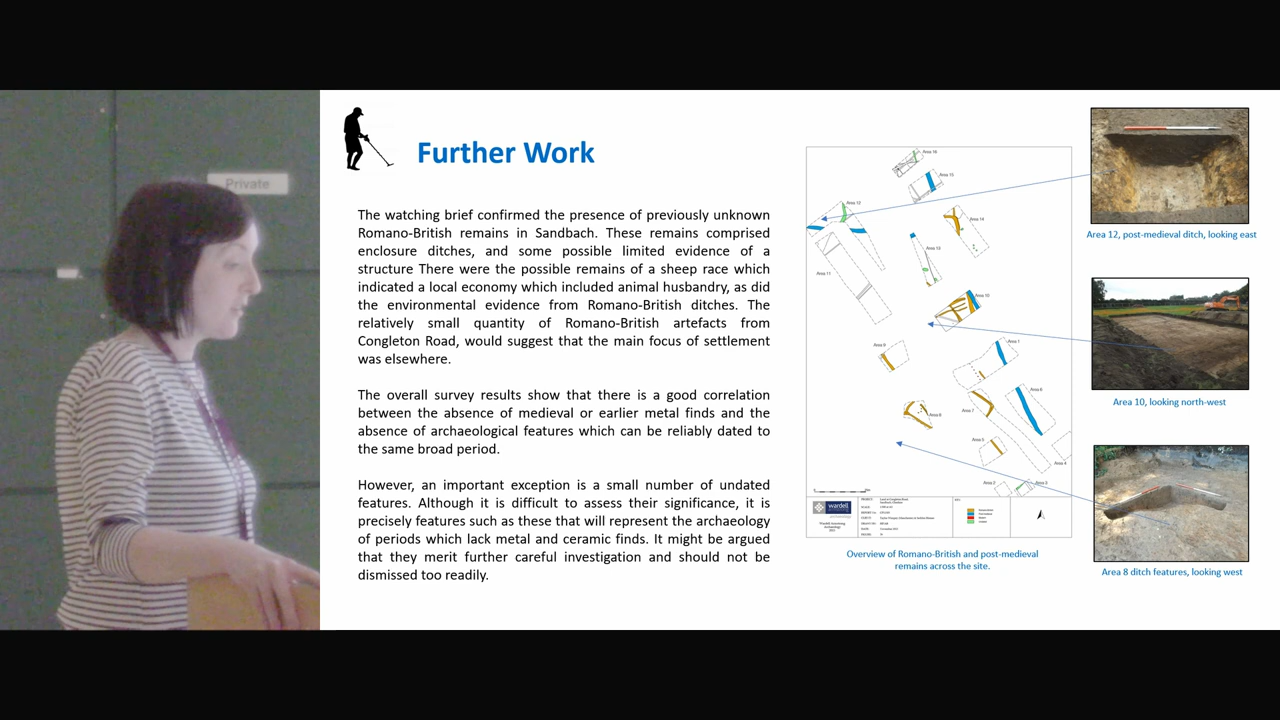 Private
Further Work
The watching brief confirmed the presence of previously unknown
Romano-British remains in Sandbach. These remains comprised
enclosure ditches, and some possible limited evidence of a
structure There were the possible remains of a sheep race which
indicated a local economy which included animal husbandry, as did
the environmental evidence from Romano-British ditches. The
relatively small quantity of Romano-British artefacts from
Congleton Road, would suggest that the main focus of settlement
was elsewhere.
The overall survey results show that there is a good correlation
between the absence of medieval or earlier metal finds and the
absence of archaeological features which can be reliably dated to
the same broad period.
However, an important exception is a small number of undated
features. Although it is difficult to assess their significance, it is
precisely features such as these that will represent the archaeology
of periods which lack metal and ceramic finds. It might be argued
that they merit further careful investigation and should not be
dismissed too readily.
Area 16
Area 15
Area 12
Area 14
Area 13
Area 11
Area 10
Area 9
Area 1
Area 6
Area 7
Area 8
Area 5
Area 4
Area 2
Area 3
wardell
Overview of Romano-British and post-medieval
remains across the site.
Area 12, post-medieval ditch, looking east
Area 10, looking north-west
Area 8 ditch features, looking west